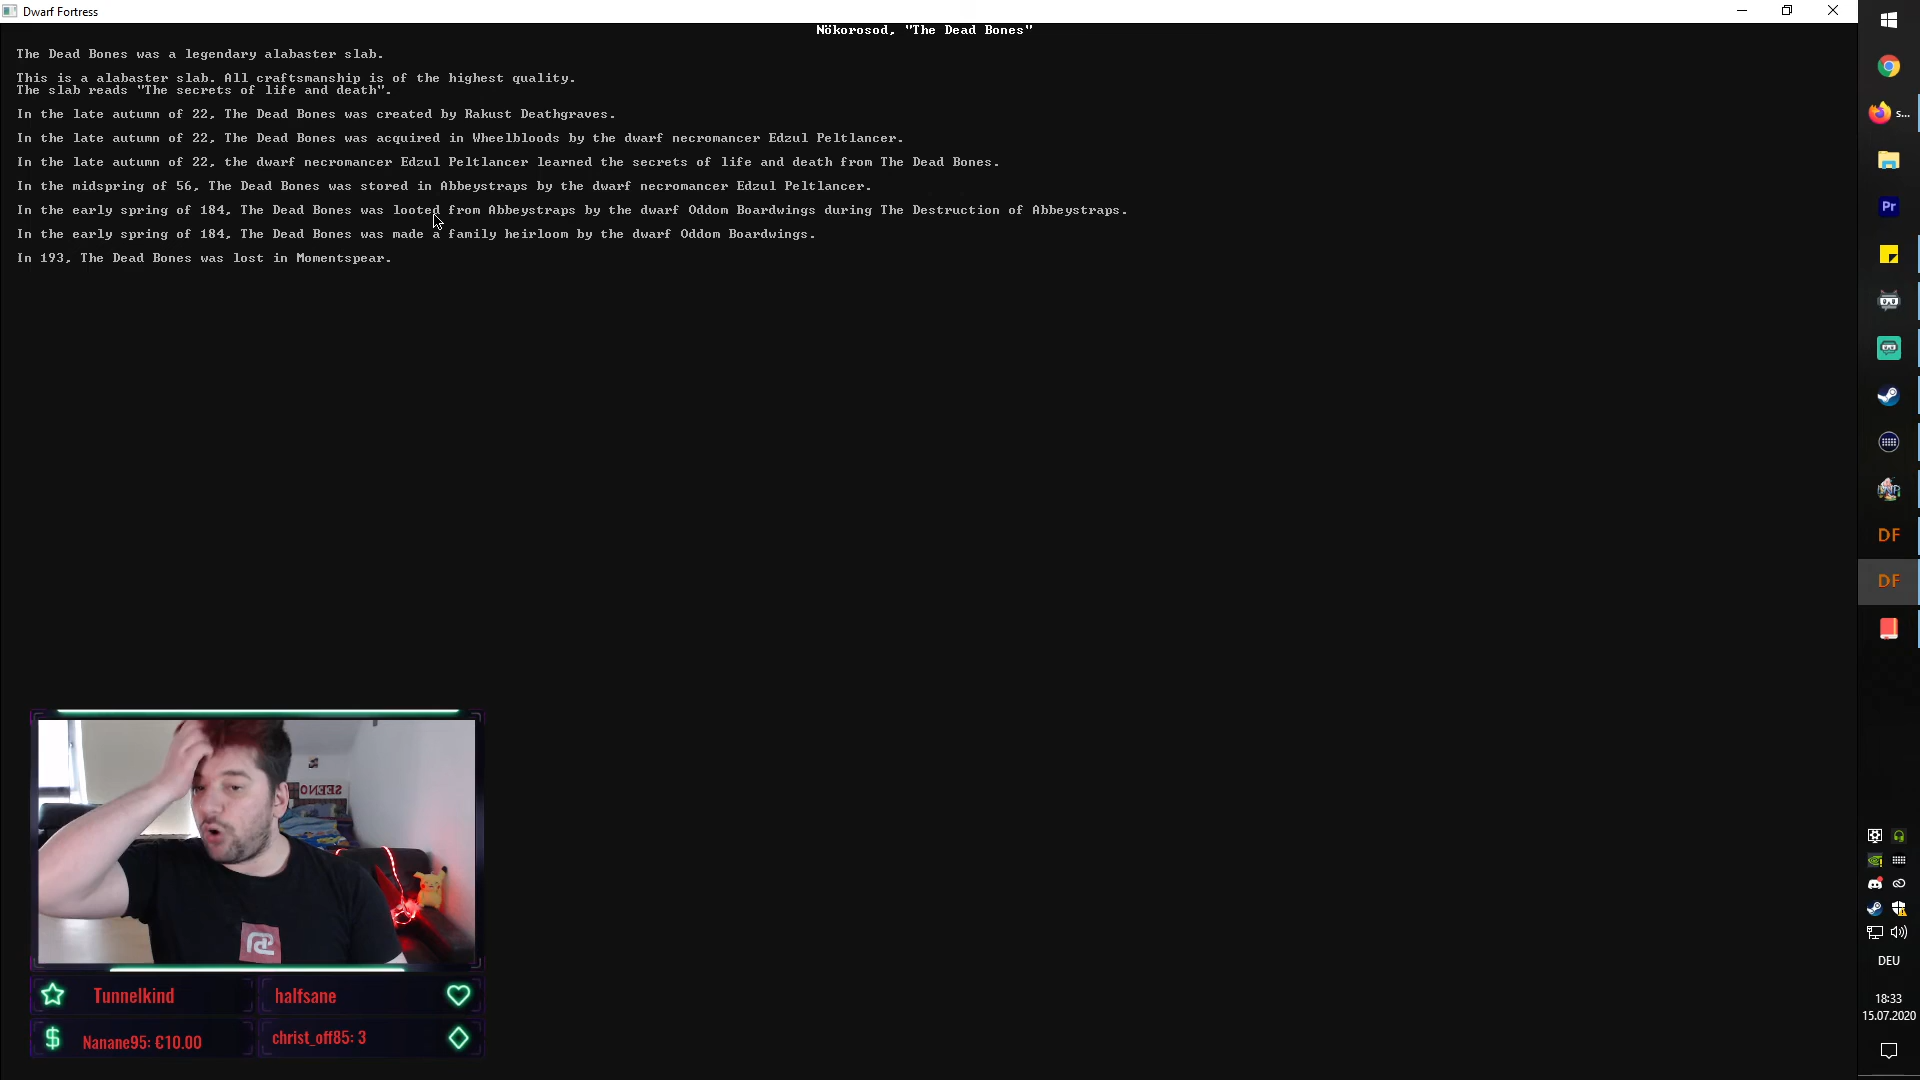 Dwarf Fortress
Nökorosod, "The Dead Bones"
The Dead Bones was a legendary alabaster slab.
This is a alabaster slab. All craftsmanship is of the highest quality.
The slab reads "The secrets of life and death".
In the late autumn of 22, The Dead Bones was created by Rakust Deathgraves.
In the late autumn of 22, The Dead Bones was acquired in Wheelbloods by the dwarf necromancer Edzul Peltlancer.
In the late autumn of 22, the dwarf necromancer Edzul Peltlancer learned the secrets of life and death from The Dead Bones.
In the midspring of 56, The Dead Bones was stored in Abbeystraps by the dwarf necromancer Edzul Peltlancer.
In the early spring of 184, The Dead Bones was looted from Abbeystraps by the dwarf Oddom Boardwings during The Destruction of Abbeystraps.
In the early spring of 184, The Dead Bones was made a family heirloom by the dwarf Oddom Boardwings.
In 193, The Dead Bones was lost in Momentspear.
s...
Pr
DF
DF
SEENO
Tunnelkind
halfsane
$
Nanane95: €10.00
christ_off85: 3
DEU
18:33
15.07.2020